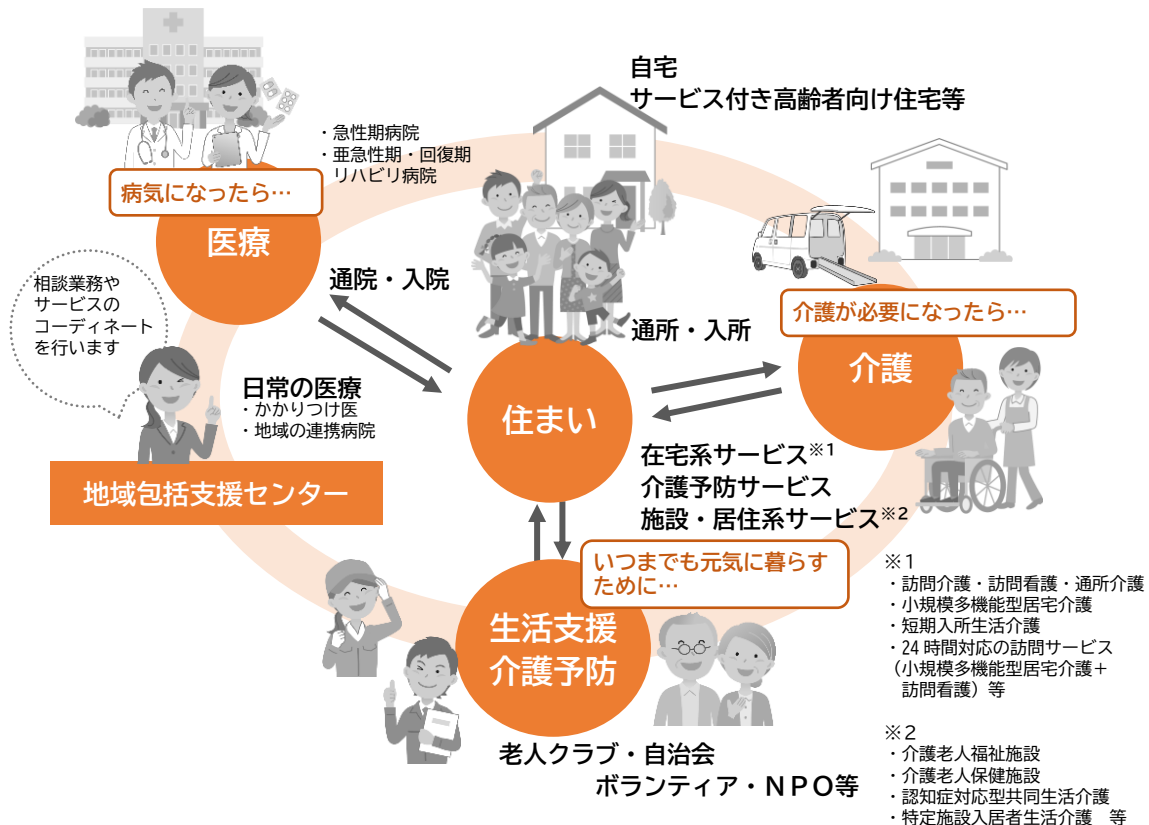 自宅
サービス付き高齢者向け住宅等
・急性期病院
・亜急性期・回復期
リハビリ病院
病気になったら…
医療
通院・入院
相談業務や
サービスの
コーディネート
を行います
日常の医療
・かかりつけ医
・地域の連携病院
地域包括支援センター
住まい
通所・入所
介護が必要になったら…
介護
在宅系サービス※1
介護予防サービス
施設・居住系サービス※2
いつまでも元気に暮らす
ために…
生活支援
介護予防
老人クラブ・自治会
ボランティア・ＮＰＯ等
※１
・訪問介護・訪問看護・通所介護
・小規模多機能型居宅介護
・短期入所生活介護
・24 時間対応の訪問サービス
（小規模多機能型居宅介護＋
訪問看護）等
※２
・介護老人福祉施設
・介護老人保健施設
・認知症対応型共同生活介護
・特定施設入居者生活介護　等